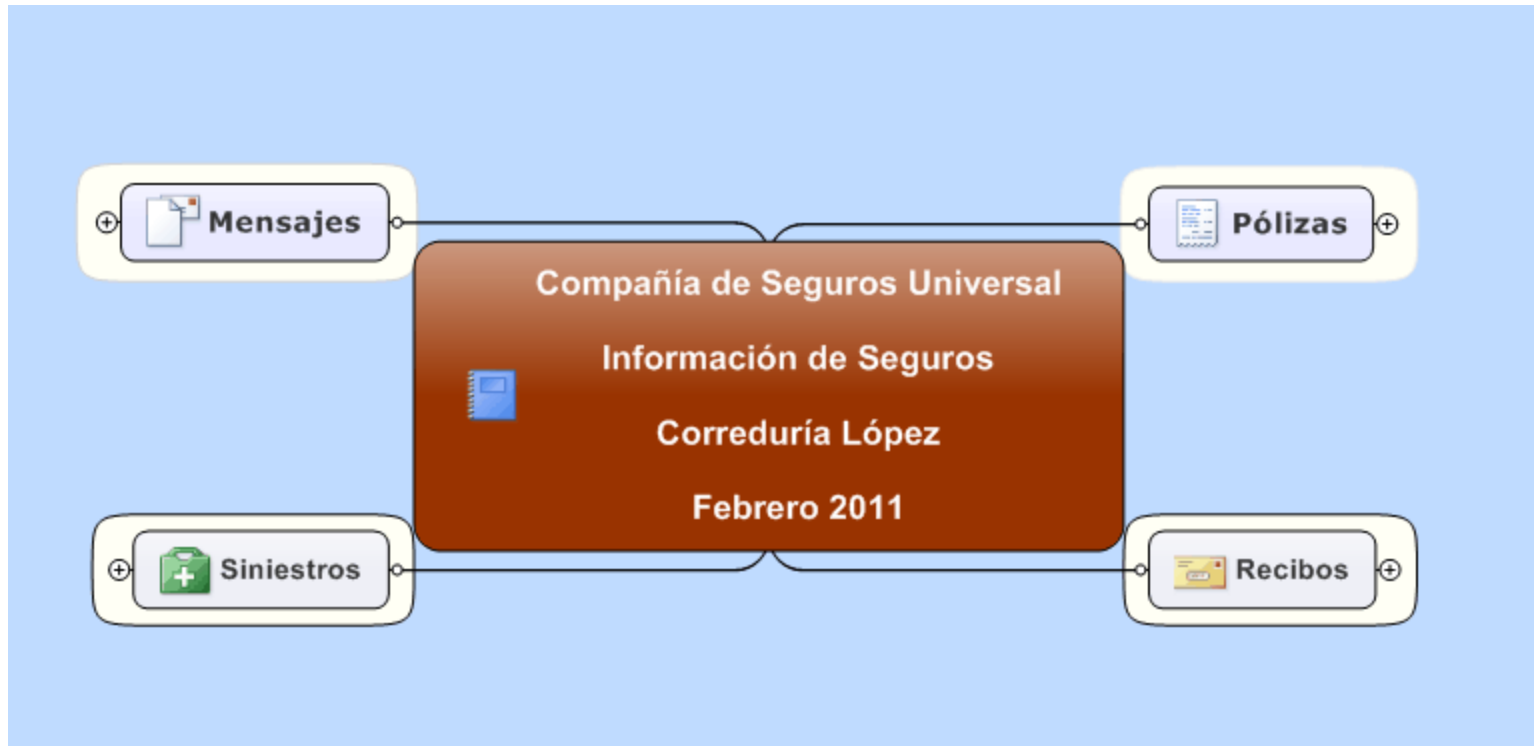 Mensajes
Pólizas
Compañía de Seguros Universal
Información de Seguros
Correduría López
Febrero 2011
Siniestros
Recibos